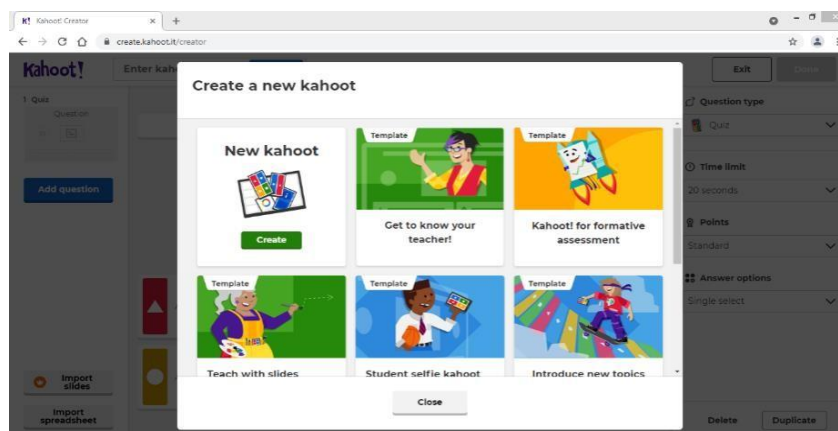 K! Kahoot! Creator × +
create.kahoot.it/creator
Kahoot!
Enter kah
Exit
Done
Create a new kahoot
1 Quiz
Question
Add question
Import
slides
Import
spreadsheet
New kahoot
Create
Template
Get to know your
teacher!
Template
Kahoot! for formative
assessment
Template
Teach with slides
Template
Student selfie kahoot
Template
Introduce new topics
Close
Question type
Quiz
Time limit
20 seconds
Points
Standard
Answer options
Single select
Delete
Duplicate